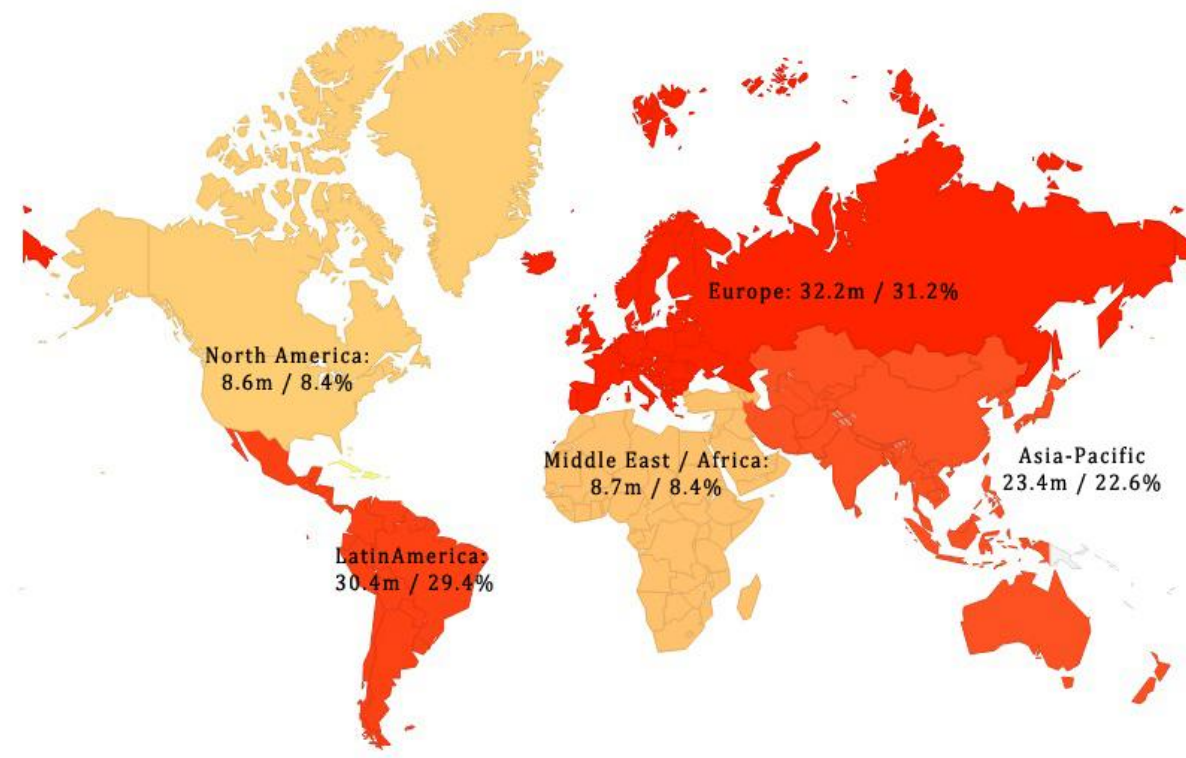 Europe: 32.2m / 31.2%
North America:
8.6m / 8.4%
Middle East / Africa:
8.7m / 8.4%
Asia-Pacific
23.4m / 22.6%
LatinAmerica:
30.4m / 29.4%